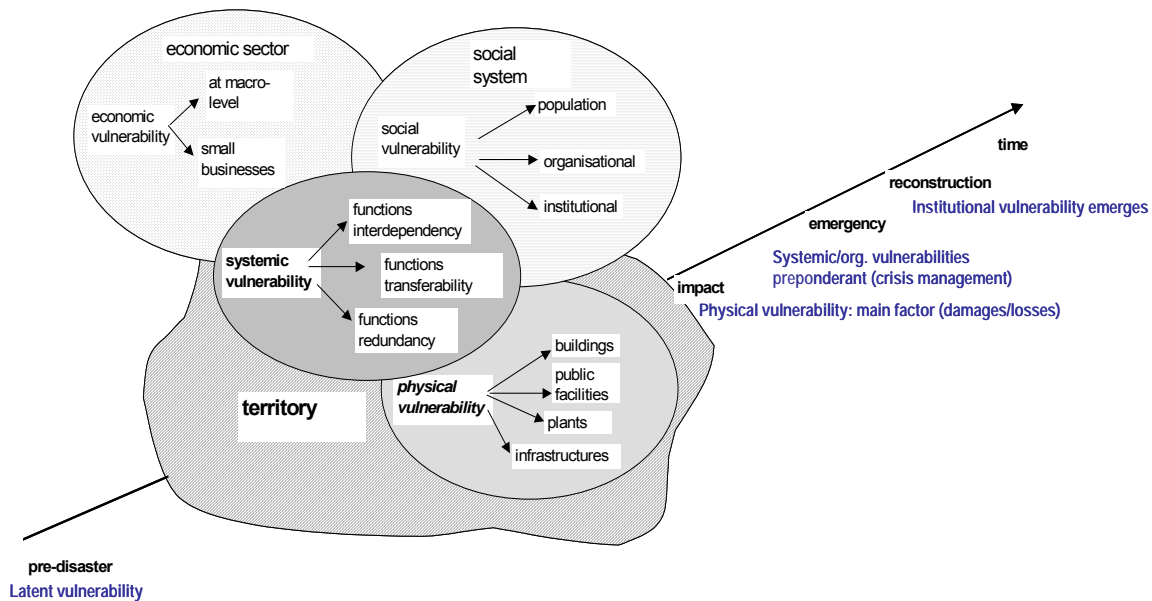 economic sector
at macro-
level
economic
vulnerability
small
businesses
social
system
population
social
vulnerability
organisational
institutional
functions
interdependency
systemic
vulnerability
functions
transferability
functions
redundancy
territory
buildings
physical
vulnerability
public
facilities
plants
infrastructures
time
reconstruction
Institutional vulnerability emerges
emergency
Systemic/org. vulnerabilities
preponderant (crisis management)
impact
Physical vulnerability: main factor (damages/losses)
pre-disaster
Latent vulnerability